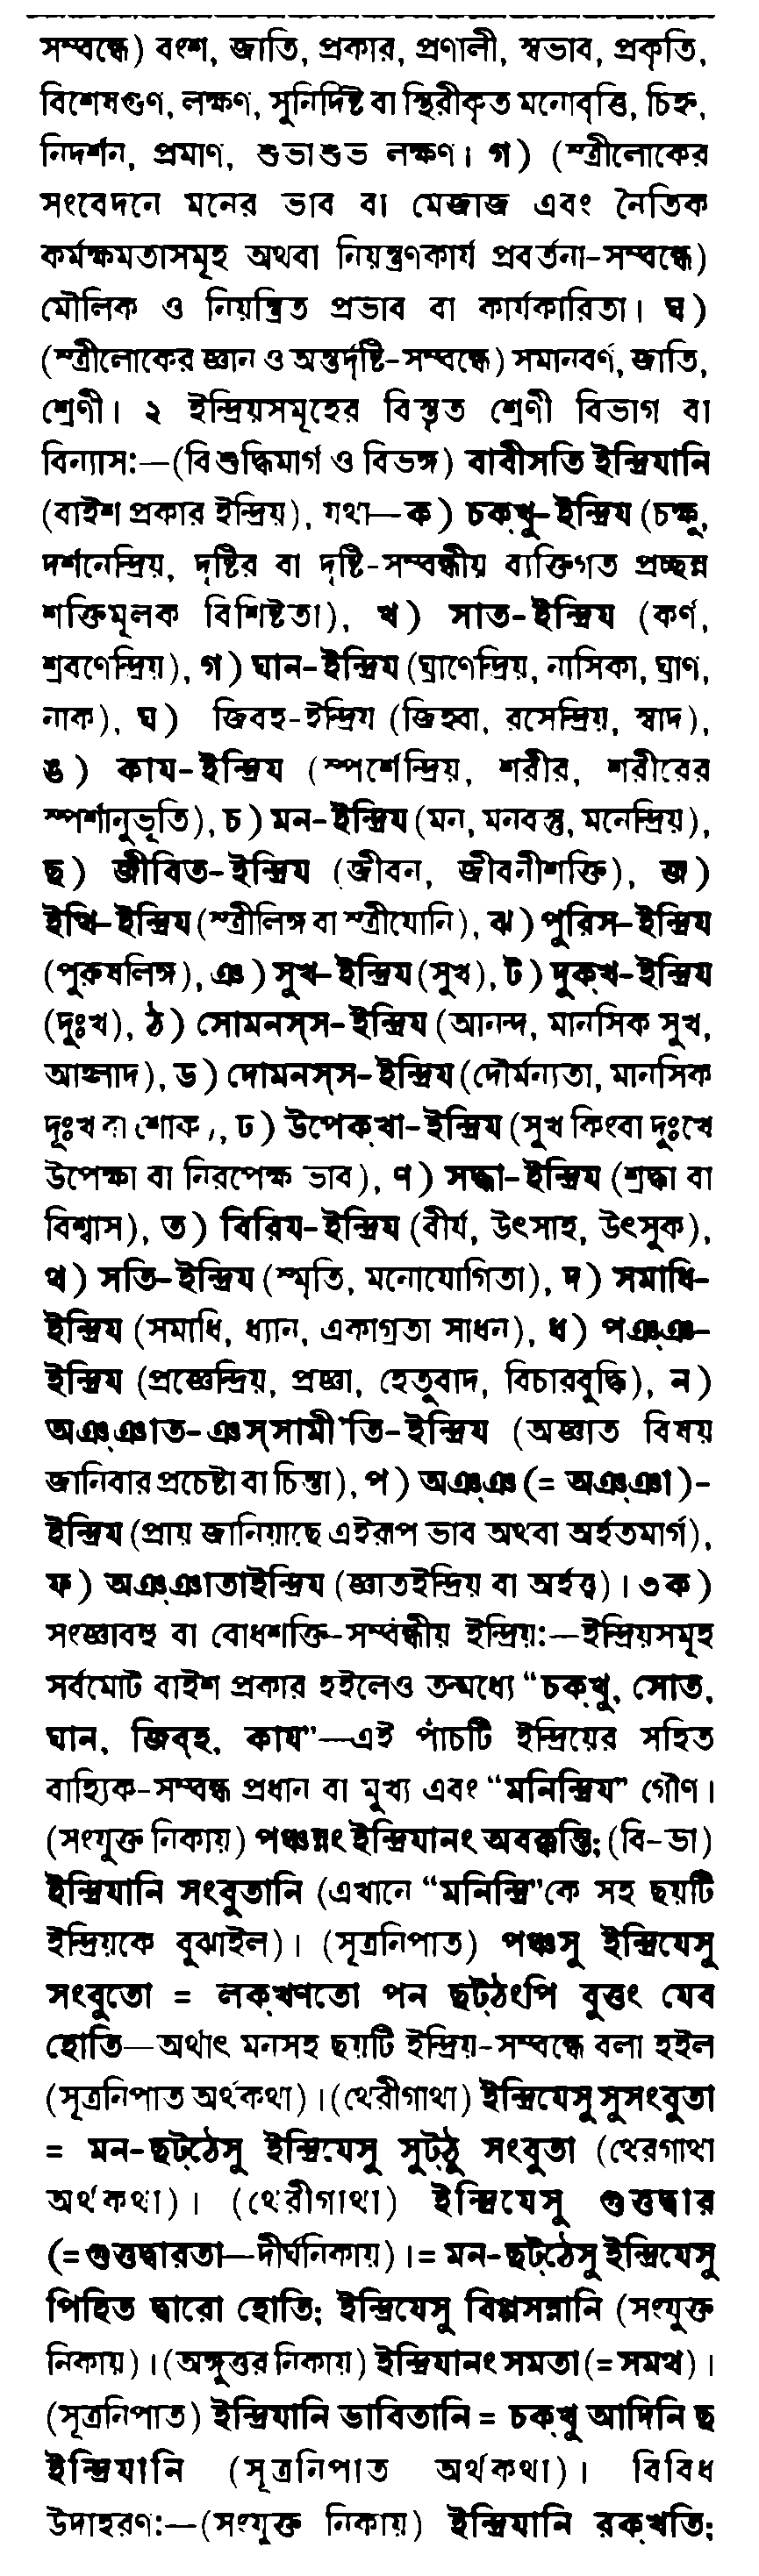 সম্বন্ধে) বংশ, জাতি, প্রকার, প্রণালী, স্বভাব, প্রকৃতি,
বিশেষগুণ, লক্ষণ, সুনির্দিষ্ট বা স্থিরীকৃত মনোবৃত্তি, চিহ্ন,
নিদর্শন, প্রমাণ, শুভাশুভ লক্ষণ। গ) (স্ত্রীলোকের
সংবেদনে মনের ভাব বা মেজাজ এবং নৈতিক
কর্মক্ষমতাসমূহ অথবা নিয়ন্ত্রণকার্য প্রবর্তনা-সম্বন্ধে)
মৌলিক ও নিয়ন্ত্রিত প্রভাব বা কার্যকারিতা। ঘ)
(স্ত্রীলোকের জ্ঞান ও অন্তর্দৃষ্টি-সম্বন্ধে) সমানবর্ণ, জাতি,
শ্রেণী। ২ ইন্দ্রিয়সমূহের বিস্তৃত শ্রেণী বিভাগ বা
বিন্যাস:—(বিশুদ্ধিমার্গ ও বিভঙ্গ) বাবীসতি ইন্দ্রিযানি
(বাইশ প্রকার ইন্দ্রিয়), যথা—ক) চক্‌খু-ইন্দ্রিয (চক্ষু,
দর্শনেন্দ্রিয়, দৃষ্টির বা দৃষ্টি-সম্বন্ধীয় ব্যক্তিগত প্রচ্ছন্ন
শক্তিমূলক বিশিষ্টতা), খ) সাত-ইন্দ্রিয (কর্ণ,
শ্রবণেন্দ্রিয়), গ) ঘান-ইন্দ্রিয (ঘ্রাণেন্দ্রিয়, নাসিকা, ঘ্রাণ,
নাক), ঘ) জিবহ-ইন্দ্রিয (জিহ্বা, রসেন্দ্রিয়, স্বাদ),
ঙ) কায-ইন্দ্রিয (স্পর্শেন্দ্রিয়, শরীর, শরীরের
স্পর্শানুভূতি), চ) মন-ইন্দ্রিয (মন, মনবস্তু, মনেন্দ্রিয়),
ছ) জীবিত-ইন্দ্রিয (জীবন, জীবনীশক্তি), জ)
ইত্থি-ইন্দ্রিয (স্ত্রীলিঙ্গ বা স্ত্রীযোনি), ঝ) পুরিস-ইন্দ্রিয
(পুরুষলিঙ্গ), ঞ) সুখ-ইন্দ্রিয (সুখ), ট) দুক্‌খ-ইন্দ্রিয
(দুঃখ), ঠ) সোমনস্‌স-ইন্দ্রিয (আনন্দ, মানসিক সুখ,
আহ্লাদ), ড) দোমনস্‌স-ইন্দ্রিয (দৌর্মন্যতা, মানসিক
দূঃখ বা শোক), ঢ) উপেক্‌খা-ইন্দ্রিয (সুখ কিংবা দুঃখে
উপেক্ষা বা নিরপেক্ষ ভাব), ণ) সদ্ধা-ইন্দ্রিয (শ্রদ্ধা বা
বিশ্বাস), ত) বিরিয-ইন্দ্রিয (বীর্য, উৎসাহ, উৎসুক),
থ) সতি-ইন্দ্রিয (স্মৃতি, মনোযোগিতা), দ) সমাধি-
ইন্দ্রিয (সমাধি, ধ্যান, একাগ্রতা সাধন), ধ) পঞ্‌ঞ-
ইন্দ্রিয (প্রজ্ঞেন্দ্রিয়, প্রজ্ঞা, হেতুবাদ, বিচারবুদ্ধি), ন)
অঞ্‌ঞাত-ঞস্‌সামী'তি-ইন্দ্রিয (অজ্ঞাত বিষয়
জানিবার প্রচেষ্টা বা চিন্তা), প) অঞ্‌ঞ (= অঞ্‌ঞা)-
ইন্দ্রিয (প্রায় জানিয়াছে এইরূপ ভাব অথবা অর্হতমার্গ),
ফ) অঞ্‌ঞাতাইন্দ্রিয (জ্ঞাতইন্দ্রিয় বা অর্হত্ব)। ৩ক)
সংজ্ঞাবস্তু বা বোধশক্তি-সম্বন্ধীয় ইন্দ্রিয়:—ইন্দ্রিয়সমূহ
সর্বমোট বাইশ প্রকার হইলেও তন্মধ্যে "চক্‌খু, সোত,
ঘান, জিব্‌হ, কায"—এই পাঁচটি ইন্দ্রিয়ের সহিত
বাহ্যিক-সম্বন্ধ প্রধান বা মুখ্য এবং "মনিন্দ্রিয" গৌণ।
(সংযুক্ত নিকায়) পঞ্চন্নং ইন্দ্রিযানং অবক্কন্তি; (বি-ভা)
ইন্দ্রিযানি সংবুতানি (এখানে "মনিন্দ্রি"কে সহ ছয়টি
ইন্দ্রিয়কে বুঝাইল)। (সূত্রনিপাত) পঞ্চসু ইন্দ্রিযেসু
সংবুতো = লক্‌খণতো পন ছট্‌ঠংপি বুত্তং যেব
হোতি—অর্থাৎ মনসহ ছয়টি ইন্দ্রিয়-সম্বন্ধে বলা হইল
(সূত্রনিপাত অর্থকথা)। (থেরীগাথা) ইন্দ্রিযেসু সুসংবুতা
= মন-ছট্‌ঠেসু ইন্দ্রিযেসু সুট্‌ঠু সংবুতা (থেরগাথা
অর্থকথা)। (থেরীগাথা) ইন্দ্রিযেসু গুত্তদ্বার
(=গুত্তদ্বারতা—দীর্ঘনিকায়)। = মন-ছট্‌ঠেসু ইন্দ্রিযেসু
পিহিত দ্বারো হোতি; ইন্দ্রিযেসু বিপ্পসন্নানি (সংযুক্ত
নিকায়)। (অঙ্গুত্তর নিকায়) ইন্দ্রিযানং সমতা (= সমথ)।
(সূত্রনিপাত) ইন্দ্রিযানি ভাবিতানি = চক্‌খু আদিনি ছ
ইন্দ্রিযানি (সূত্রনিপাত অর্থকথা)। বিবিধ
উদাহরণ:—(সংযুক্ত নিকায়) ইন্দ্রিযানি রক্‌খতি;